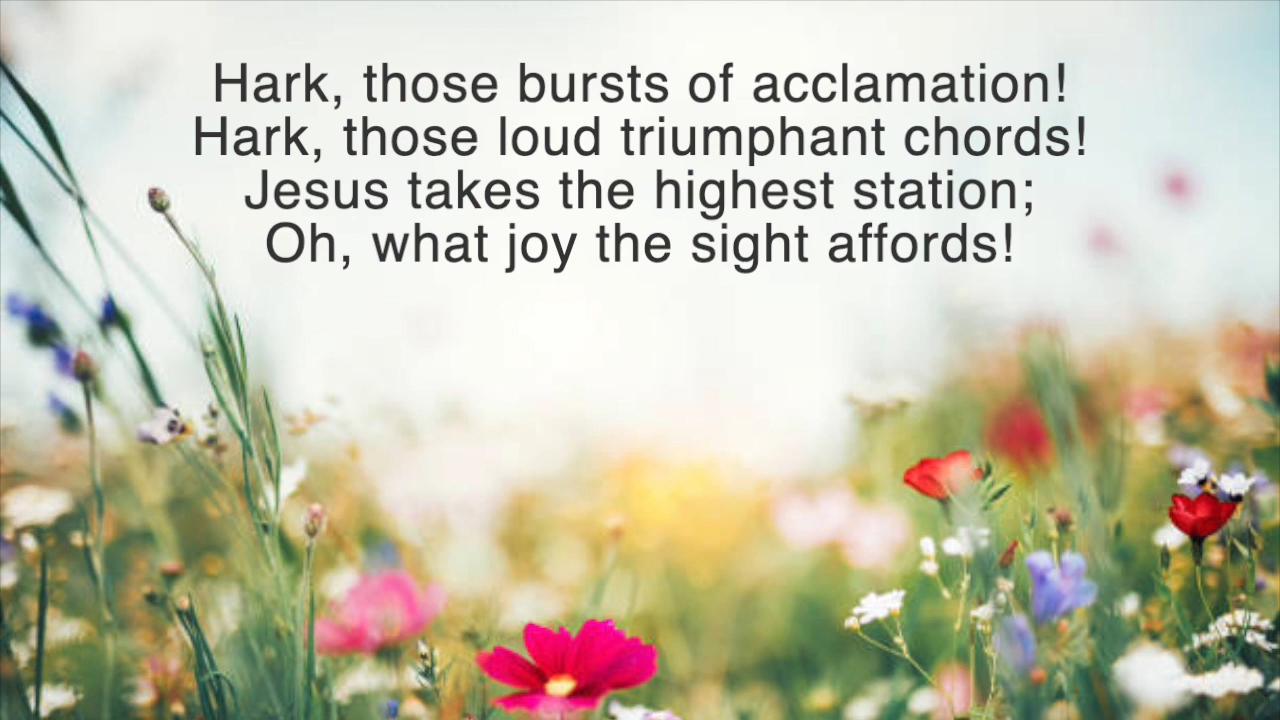 Hark, those bursts of acclamation!
Hark, those loud triumphant chords!
Jesus takes the highest station;
Oh, what joy the sight affords!